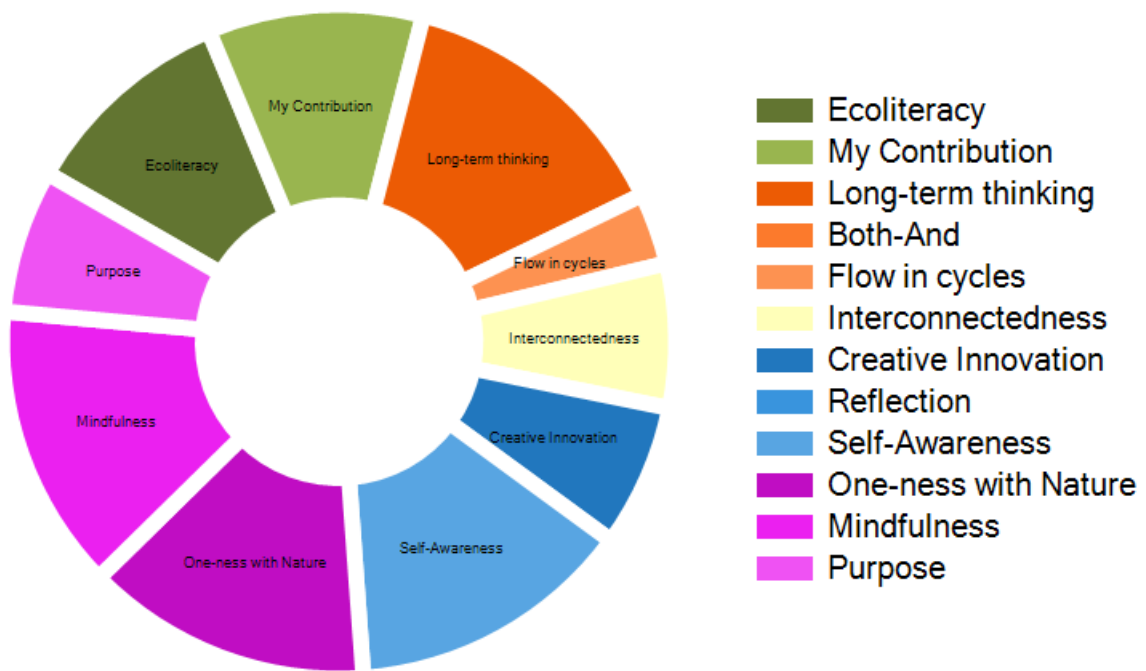 My Contribution
Long-term thinking
Ecoliteracy
Flow in cycles
Purpose
Interconnectedness
Mindfulness
Creative Innovation
Self-Awareness
One-ness with Nature
Ecoliteracy
My Contribution
Long-term thinking
Both-And
Flow in cycles
Interconnectedness
Creative Innovation
Reflection
Self-Awareness
One-ness with Nature
Mindfulness
Purpose